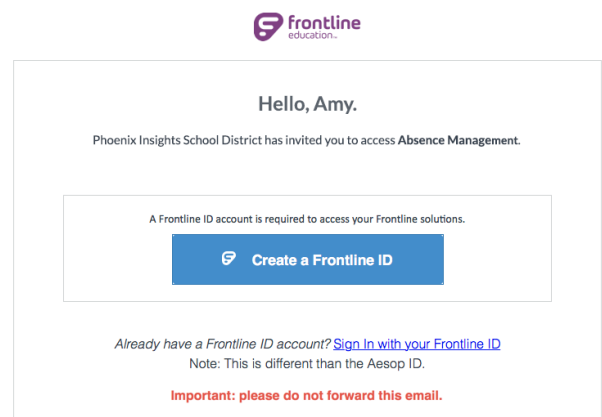 frontline
education™
Hello, Amy.
Phoenix Insights School District has invited you to access Absence Management.
A Frontline ID account is required to access your Frontline solutions.
Create a Frontline ID
Already have a Frontline ID account? Sign In with your Frontline ID
Note: This is different than the Aesop ID.
Important: please do not forward this email.